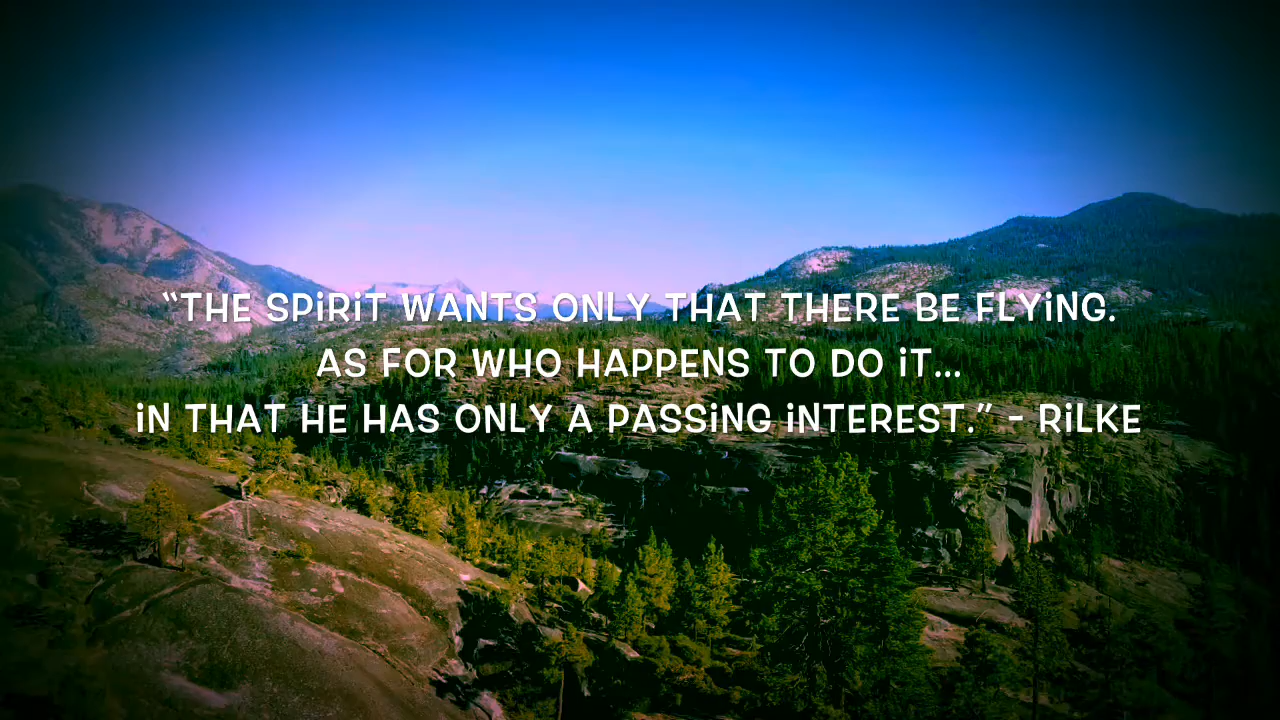 “THE SPiRiT WANTS ONLY THAT THERE BE FLYiNG.
AS FOR WHO HAPPENS TO DO iT...
iN THAT HE HAS ONLY A PASSiNG iNTEREST.” - RiLKE